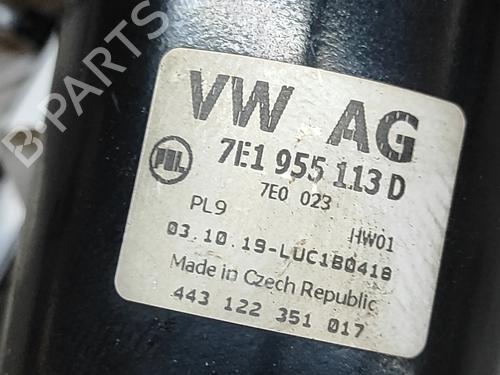 B-PARTS
VW AG
PAL
7E1 955 113 D
7E0 023
PL9
HW01
03.10.19-LUC1B0418
Made in Czech Republic
443 122 351 017